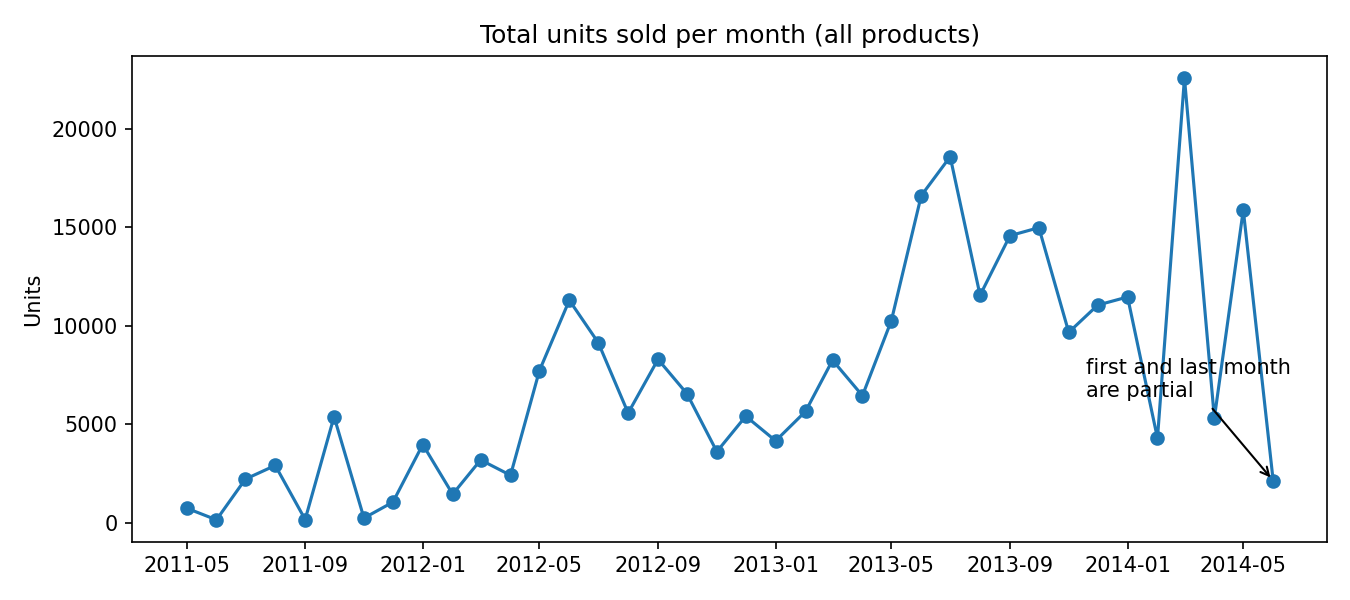 Total units sold per month (all products)
Units
20000
15000
10000
5000
0
first and last month
are partial
2011-05 2011-09 2012-01 2012-05 2012-09 2013-01 2013-05 2013-09 2014-01 2014-05